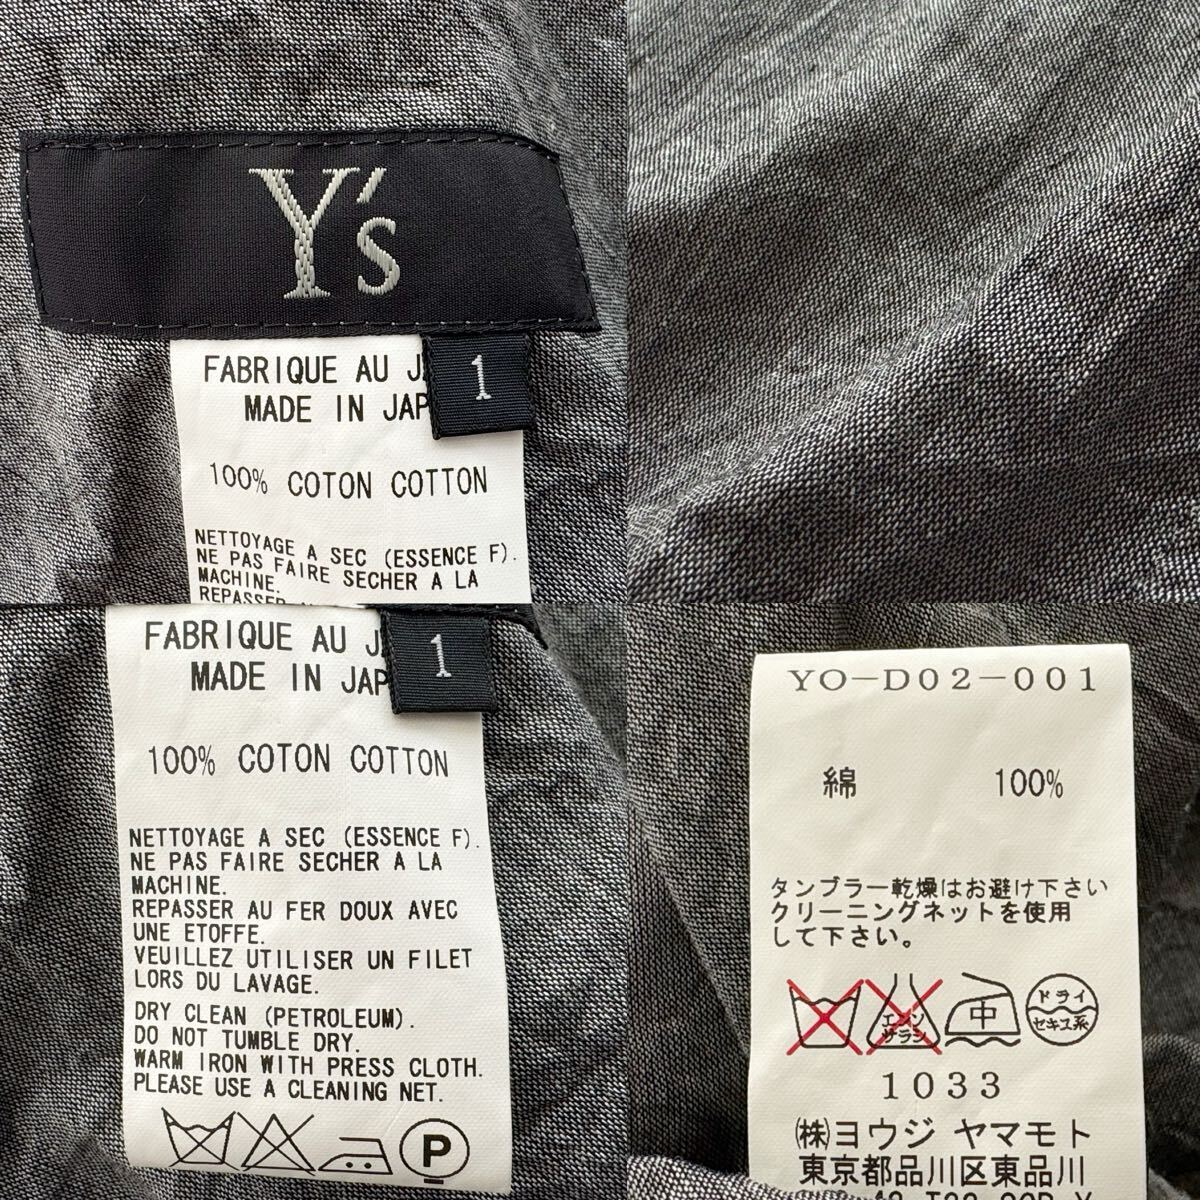 Y's
FABRIQUE AU J
MADE IN JAP
1
100% COTON COTTON
NETTOYAGE A SEC (ESSENCE F).
NE PAS FAIRE SECHER A LA
MACHINE.
REPASSER
FABRIQUE AU J
MADE IN JAP
1
100% COTON COTTON
NETTOYAGE A SEC (ESSENCE F).
NE PAS FAIRE SECHER A LA
MACHINE.
REPASSER AU FER DOUX AVEC
UNE ETOFFE.
VEUILLEZ UTILISER UN FILET
LORS DU LAVAGE.
DRY CLEAN (PETROLEUM).
DO NOT TUMBLE DRY.
WARM IRON WITH PRESS CLOTH.
PLEASE USE A CLEANING NET.
P
YO-D02-001
綿 100%
タンブラー乾燥はお避け下さい
クリーニングネットを使用
して下さい。
エンソ サラシ 中 ドライ セキユ系
1033
(株)ヨウジ ヤマモト
東京都品川区東品川